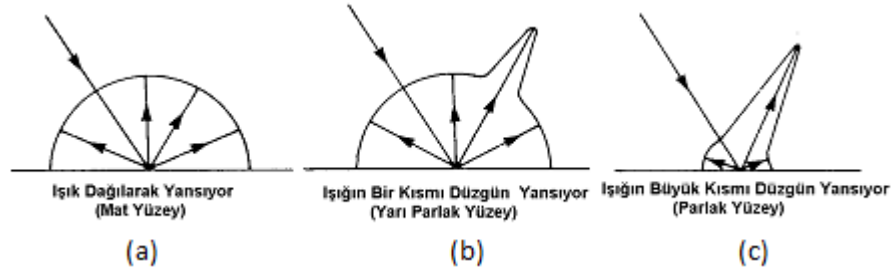 Işık Dağılarak Yansıyor
(Mat Yüzey)
(a)
Işığın Bir Kısmı Düzgün Yansıyor
(Yarı Parlak Yüzey)
(b)
Işığın Büyük Kısmı Düzgün Yansıyor
(Parlak Yüzey)
(c)